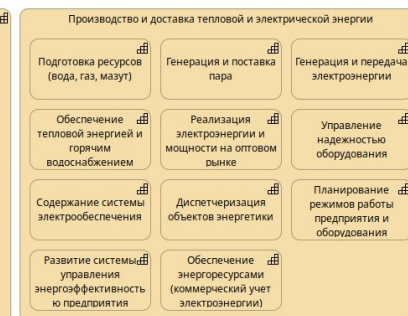 Производство и доставка тепловой и электрической энергии
Подготовка ресурсов
(вода, газ, мазут)
Генерация и поставка
пара
Генерация и передача
электроэнергии
Обеспечение
тепловой энергией и
горячим
водоснабжением
Реализация
электроэнергии и
мощности на оптовом
рынке
Управление
надежностью
оборудования
Содержание системы
электрообеспечения
Диспетчеризация
объектов энергетики
Планирование
режимов работы
предприятия и
оборудования
Развитие системы
управления
энергоэффективность
ю предприятия
Обеспечение
энергоресурсами
(коммерческий учет
электроэнергии)